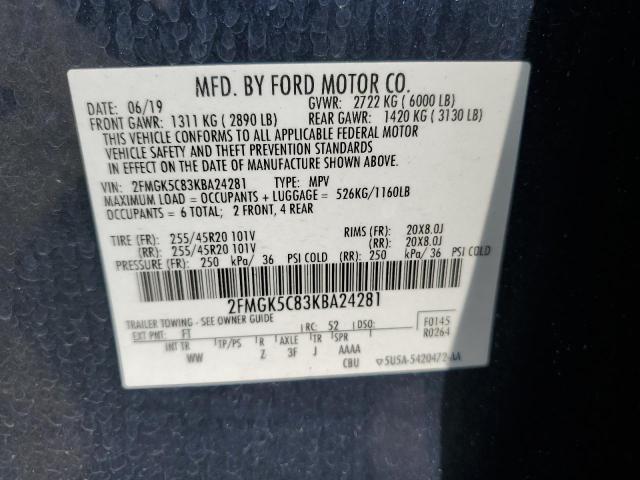 MFD. BY FORD MOTOR CO.
DATE: 06/19 GVWR: 2722 KG ( 6000 LB)
FRONT GAWR: 1311 KG ( 2890 LB) REAR GAWR: 1420 KG ( 3130 LB)
THIS VEHICLE CONFORMS TO ALL APPLICABLE FEDERAL MOTOR
VEHICLE SAFETY AND THEFT PREVENTION STANDARDS
IN EFFECT ON THE DATE OF MANUFACTURE SHOWN ABOVE.
VIN: 2FMGK5C83KBA24281 TYPE: MPV
MAXIMUM LOAD = OCCUPANTS + LUGGAGE = 526KG/1160LB
OCCUPANTS = 6 TOTAL; 2 FRONT, 4 REAR
TIRE (FR): 255/45R20 101V RIMS (FR): 20X8.0J
(RR): 255/45R20 101V (RR): 20X8.0J
PRESSURE (FR): 250 kPa/ 36 PSI COLD (RR): 250 kPa/ 36 PSI COLD
2FMGK5C83KBA24281
TRAILER TOWING - SEE OWNER GUIDE
EXT PNT: FT RC: 52 DSO: F0145
INT TR TP/PS R AXLE TR SPR R0264
WW Z 3F J AAAA
CBU 5U5A-5420472-AA